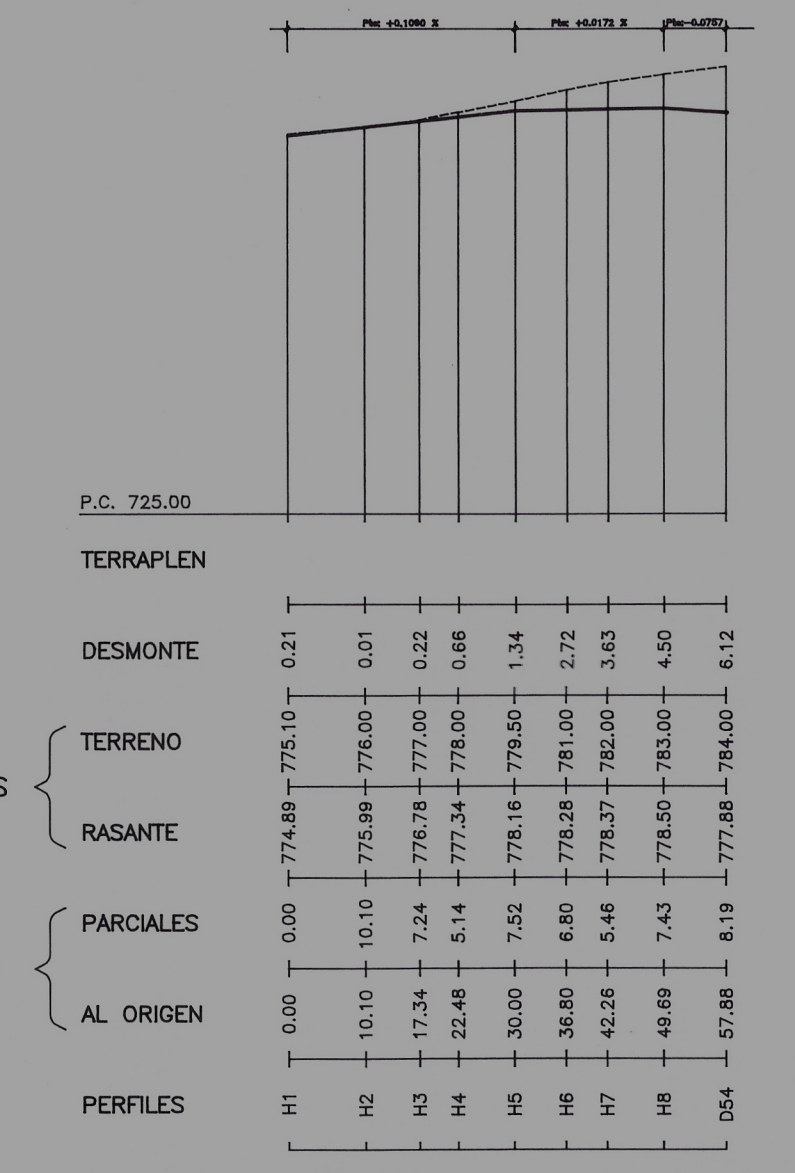 Pte: +0.1090 %  Pte: +0.0172 %  Pte:-0.0757
P.C. 725.00
TERRAPLEN
DESMONTE 0.21 0.01 0.22 0.66 1.34 2.72 3.63 4.50 6.12
TERRENO 775.10 776.00 777.00 778.00 779.50 781.00 782.00 783.00 784.00
RASANTE 774.89 775.99 776.78 777.34 778.16 778.28 778.37 778.50 777.88
PARCIALES 0.00 10.10 7.24 5.14 7.52 6.80 5.46 7.43 8.19
AL ORIGEN 0.00 10.10 17.34 22.48 30.00 36.80 42.26 49.69 57.88
PERFILES H1 H2 H3 H4 H5 H6 H7 H8 D54